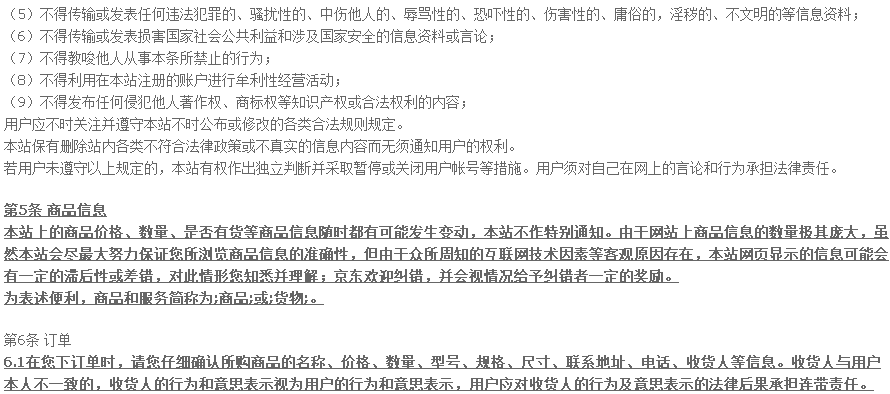 （5）不得传输或发表任何违法犯罪的、骚扰性的、中伤他人的、辱骂性的、恐吓性的、伤害性的、庸俗的，淫秽的、不文明的等信息资料；
（6）不得传输或发表损害国家社会公共利益和涉及国家安全的信息资料或言论；
（7）不得教唆他人从事本条所禁止的行为；
（8）不得利用在本站注册的账户进行牟利性经营活动；
（9）不得发布任何侵犯他人著作权、商标权等知识产权或合法权利的内容；
用户应不时关注并遵守本站不时公布或修改的各类合法规则规定。
本站保有删除站内各类不符合法律政策或不真实的信息内容而无须通知用户的权利。
若用户未遵守以上规定的，本站有权作出独立判断并采取暂停或关闭用户帐号等措施。用户须对自己在网上的言论和行为承担法律责任。
第5条 商品信息
本站上的商品价格、数量、是否有货等商品信息随时都有可能发生变动，本站不作特别通知。由于网站上商品信息的数量极其庞大，虽
然本站会尽最大努力保证您所浏览商品信息的准确性，但由于众所周知的互联网技术因素等客观原因存在，本站网页显示的信息可能会
有一定的滞后性或差错，对此情形您知悉并理解；京东欢迎纠错，并会视情况给予纠错者一定的奖励。
为表述便利，商品和服务简称为;商品;或;货物;。
第6条 订单
6.1在您下订单时，请您仔细确认所购商品的名称、价格、数量、型号、规格、尺寸、联系地址、电话、收货人等信息。收货人与用户
本人不一致的，收货人的行为和意思表示视为用户的行为和意思表示，用户应对收货人的行为及意思表示的法律后果承担连带责任。